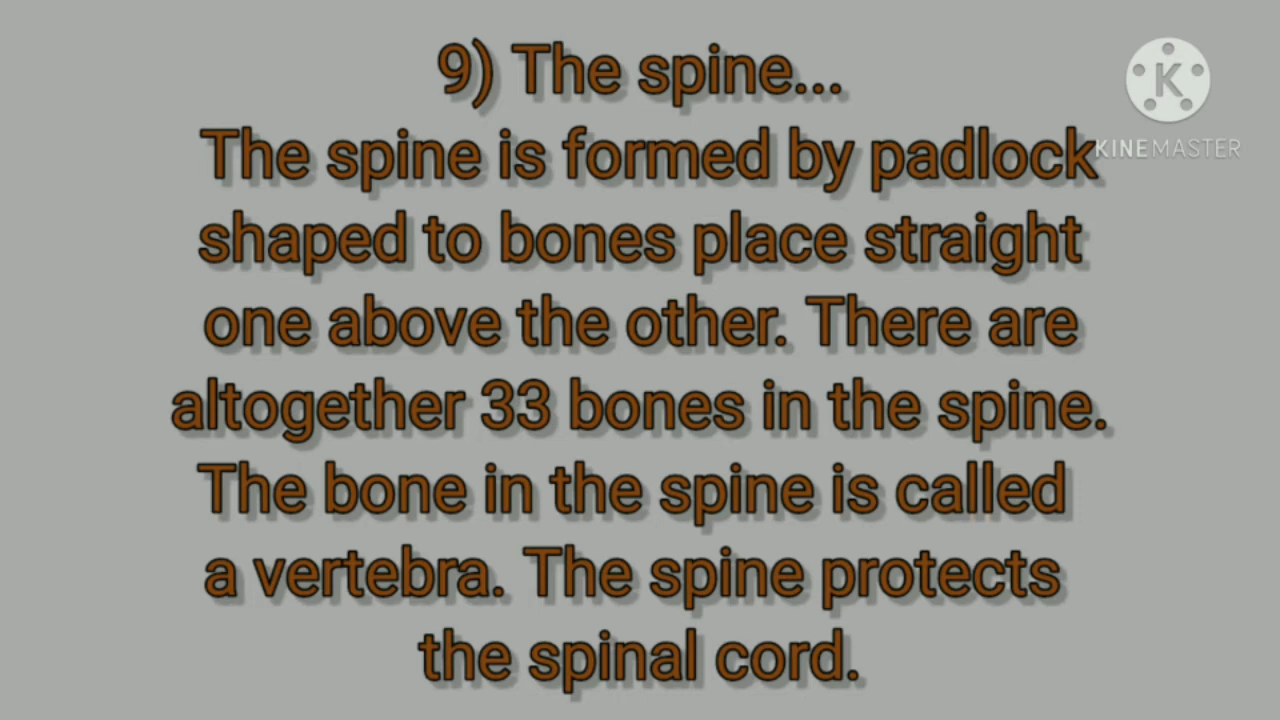 9) The spine...
The spine is formed by padlock
shaped to bones place straight
one above the other. There are
altogether 33 bones in the spine.
The bone in the spine is called
a vertebra. The spine protects
the spinal cord.
K
KINEMASTER